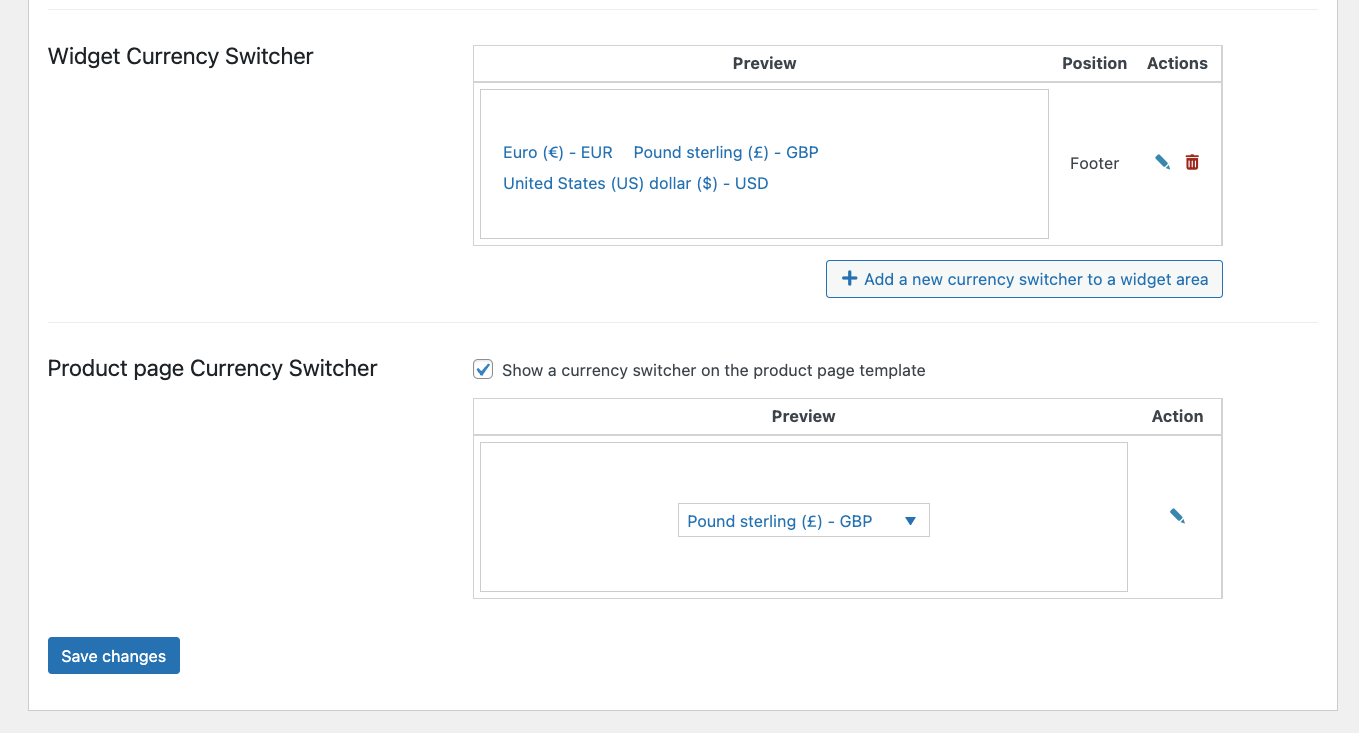 Widget Currency Switcher
Preview Position Actions
Euro (€) - EUR Pound sterling (£) - GBP
United States (US) dollar ($) - USD
Footer
Add a new currency switcher to a widget area
Product page Currency Switcher
Show a currency switcher on the product page template
Preview Action
Pound sterling (£) - GBP
Save changes